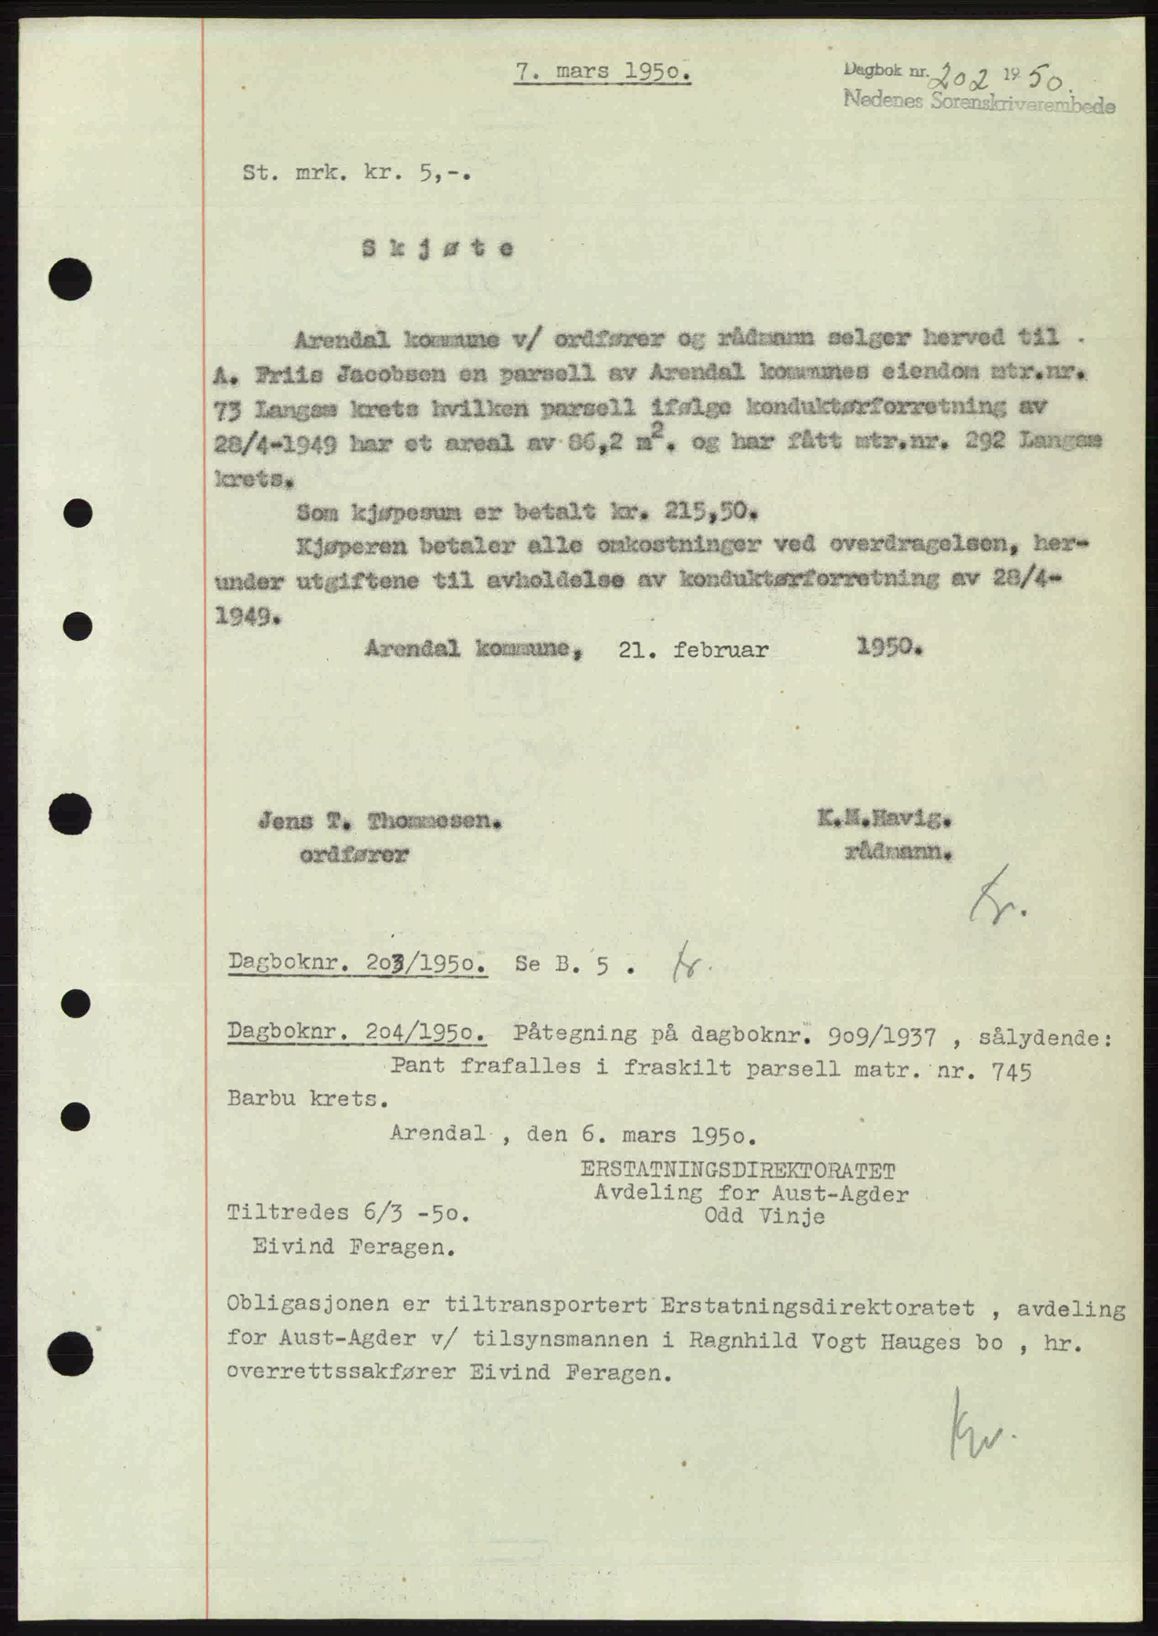 7. mars 1950.
Dagbok nr. 202 1950.
Nedenes Sorenskriverembede
St. mrk. kr. 5,-.
Skjøte
Arendal kommune v/ ordfører og rådmann selger herved til
A. Friis Jacobsen en parsell av Arendal kommunes eiendom mtr.nr.
73 Langsæ krets hvilken parsell ifølge konduktørforretning av
28/4-1949 har et areal av 86,2 m². og har fått mtr.nr. 292 Langsæ
krets.
Som kjøpesum er betalt kr. 215,50.
Kjøperen betaler alle omkostninger ved overdragelsen, her-
under utgiftene til avholdelse av konduktørforretning av 28/4-
1949.
Arendal kommune, 21. februar 1950.
Jens T. Thommesen. K.M.Havig.
ordfører rådmann.
Dagboknr. 203/1950. Se B. 5 .
Dagboknr. 204/1950. Påtegning på dagboknr. 909/1937 , sålydende:
Pant frafalles i fraskilt parsell matr. nr. 745
Barbu krets.
Arendal , den 6. mars 1950.
ERSTATNINGSDIREKTORATET
Avdeling for Aust-Agder
Tiltredes 6/3 -50. Odd Vinje
Eivind Feragen.
Obligasjonen er tiltransportert Erstatningsdirektoratet , avdeling
for Aust-Agder v/ tilsynsmannen i Ragnhild Vogt Hauges bo , hr.
overrettssakfører Eivind Feragen.